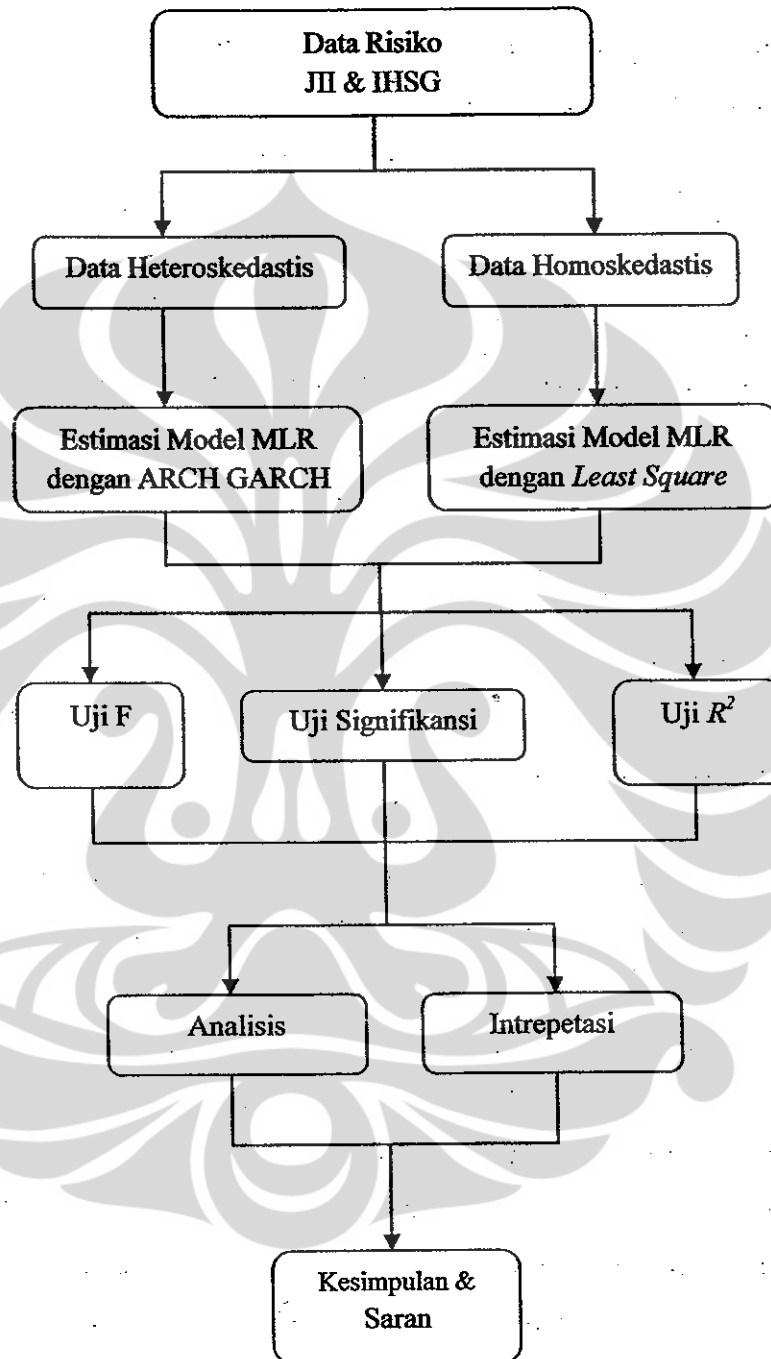 Data Risiko
JII & IHSG
Data Heteroskedastis
Data Homoskedastis
Estimasi Model MLR
dengan ARCH GARCH
Estimasi Model MLR
dengan Least Square
Uji F
Uji Signifikansi
Uji R²
Analisis
Intrepetasi
Kesimpulan &
Saran